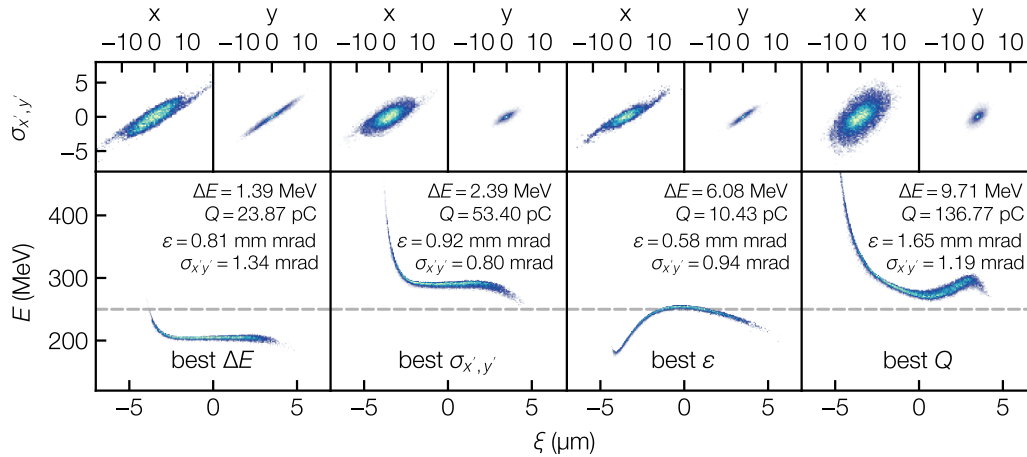 x y x y x y x y
−10 0 10 −10 0 10 −10 0 10 −10 0 10 −10 0 10 −10 0 10 −10 0 10 −10 0 10
σx′, y′
5
0
−5
E (MeV)
400
300
200
ΔE = 1.39 MeV
Q = 23.87 pC
ε = 0.81 mm mrad
σx′y′ = 1.34 mrad
best ΔE
ΔE = 2.39 MeV
Q = 53.40 pC
ε = 0.92 mm mrad
σx′y′ = 0.80 mrad
best σx′, y′
ΔE = 6.08 MeV
Q = 10.43 pC
ε = 0.58 mm mrad
σx′y′ = 0.94 mrad
best ε
ΔE = 9.71 MeV
Q = 136.77 pC
ε = 1.65 mm mrad
σx′y′ = 1.19 mrad
best Q
−5 0 5 −5 0 5 −5 0 5 −5 0 5
ξ (μm)